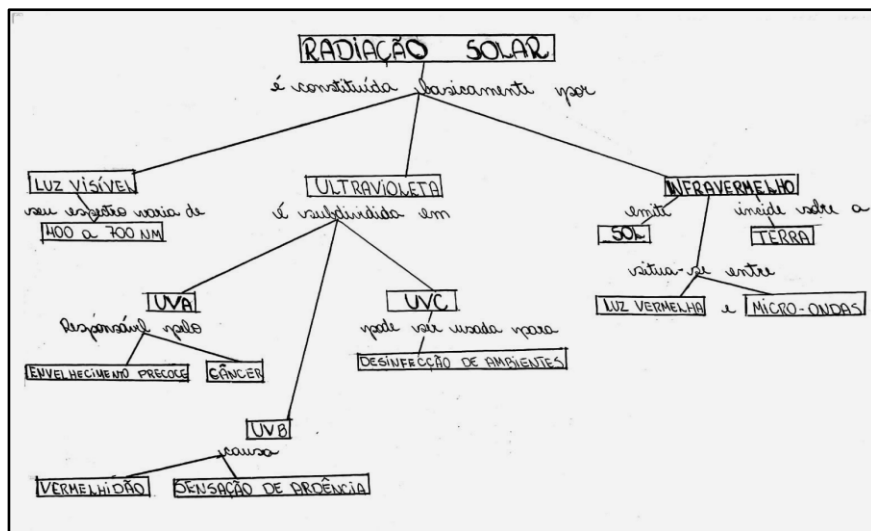 RADIAÇÃO SOLAR
é constituída basicamente por
LUZ VISÍVEL
seu espectro varia de
400 a 700 NM
ULTRAVIOLETA
é subdividida em
INFRAVERMELHO
emite
incide sobre a
SOL
TERRA
situa-se entre
LUZ VERMELHA e MICRO-ONDAS
UVA
Responsável pelo
ENVELHECIMENTO PRECOCE
CÂNCER
UVC
pode ser usada para
DESINFECÇÃO DE AMBIENTES
UVB
causa
VERMELHIDÃO
SENSAÇÃO DE ARDÊNCIA